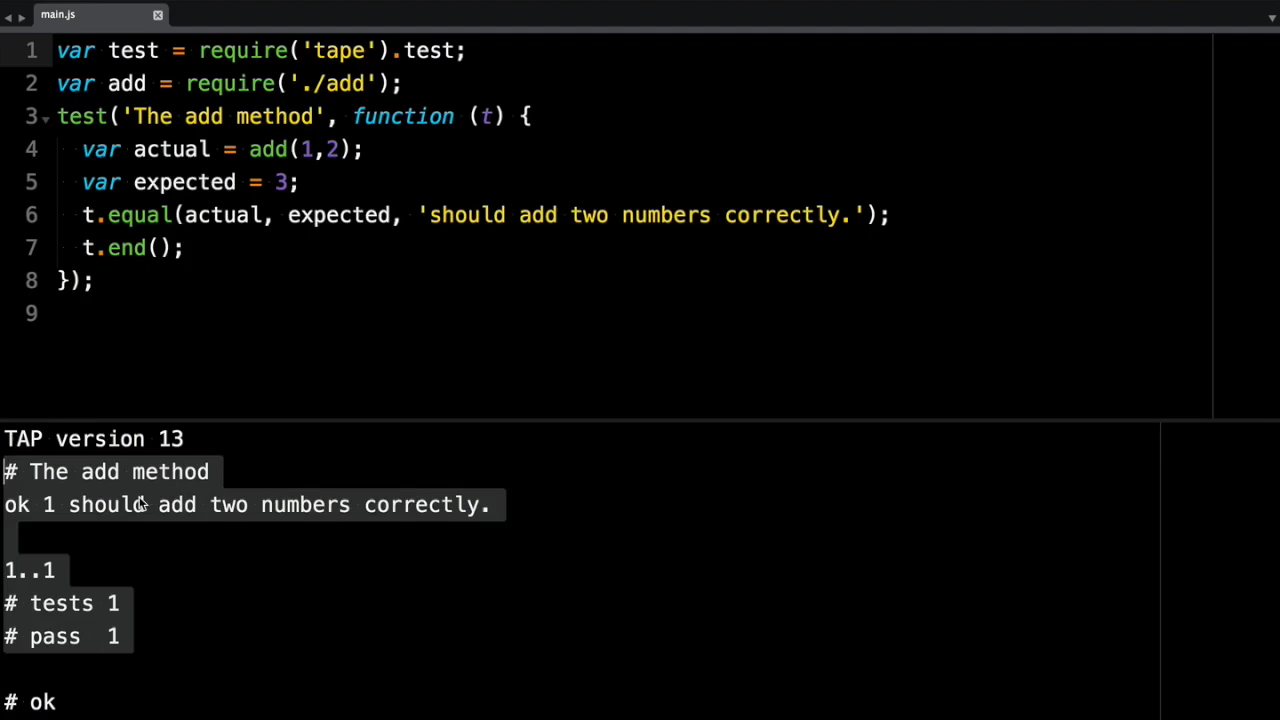 main.js
1 var test = require('tape').test;
2 var add = require('./add');
3 test('The add method', function (t) {
4 var actual = add(1,2);
5 var expected = 3;
6 t.equal(actual, expected, 'should add two numbers correctly.');
7 t.end();
8 });
9
TAP version 13
# The add method
ok 1 should add two numbers correctly.
1..1
# tests 1
# pass  1
# ok